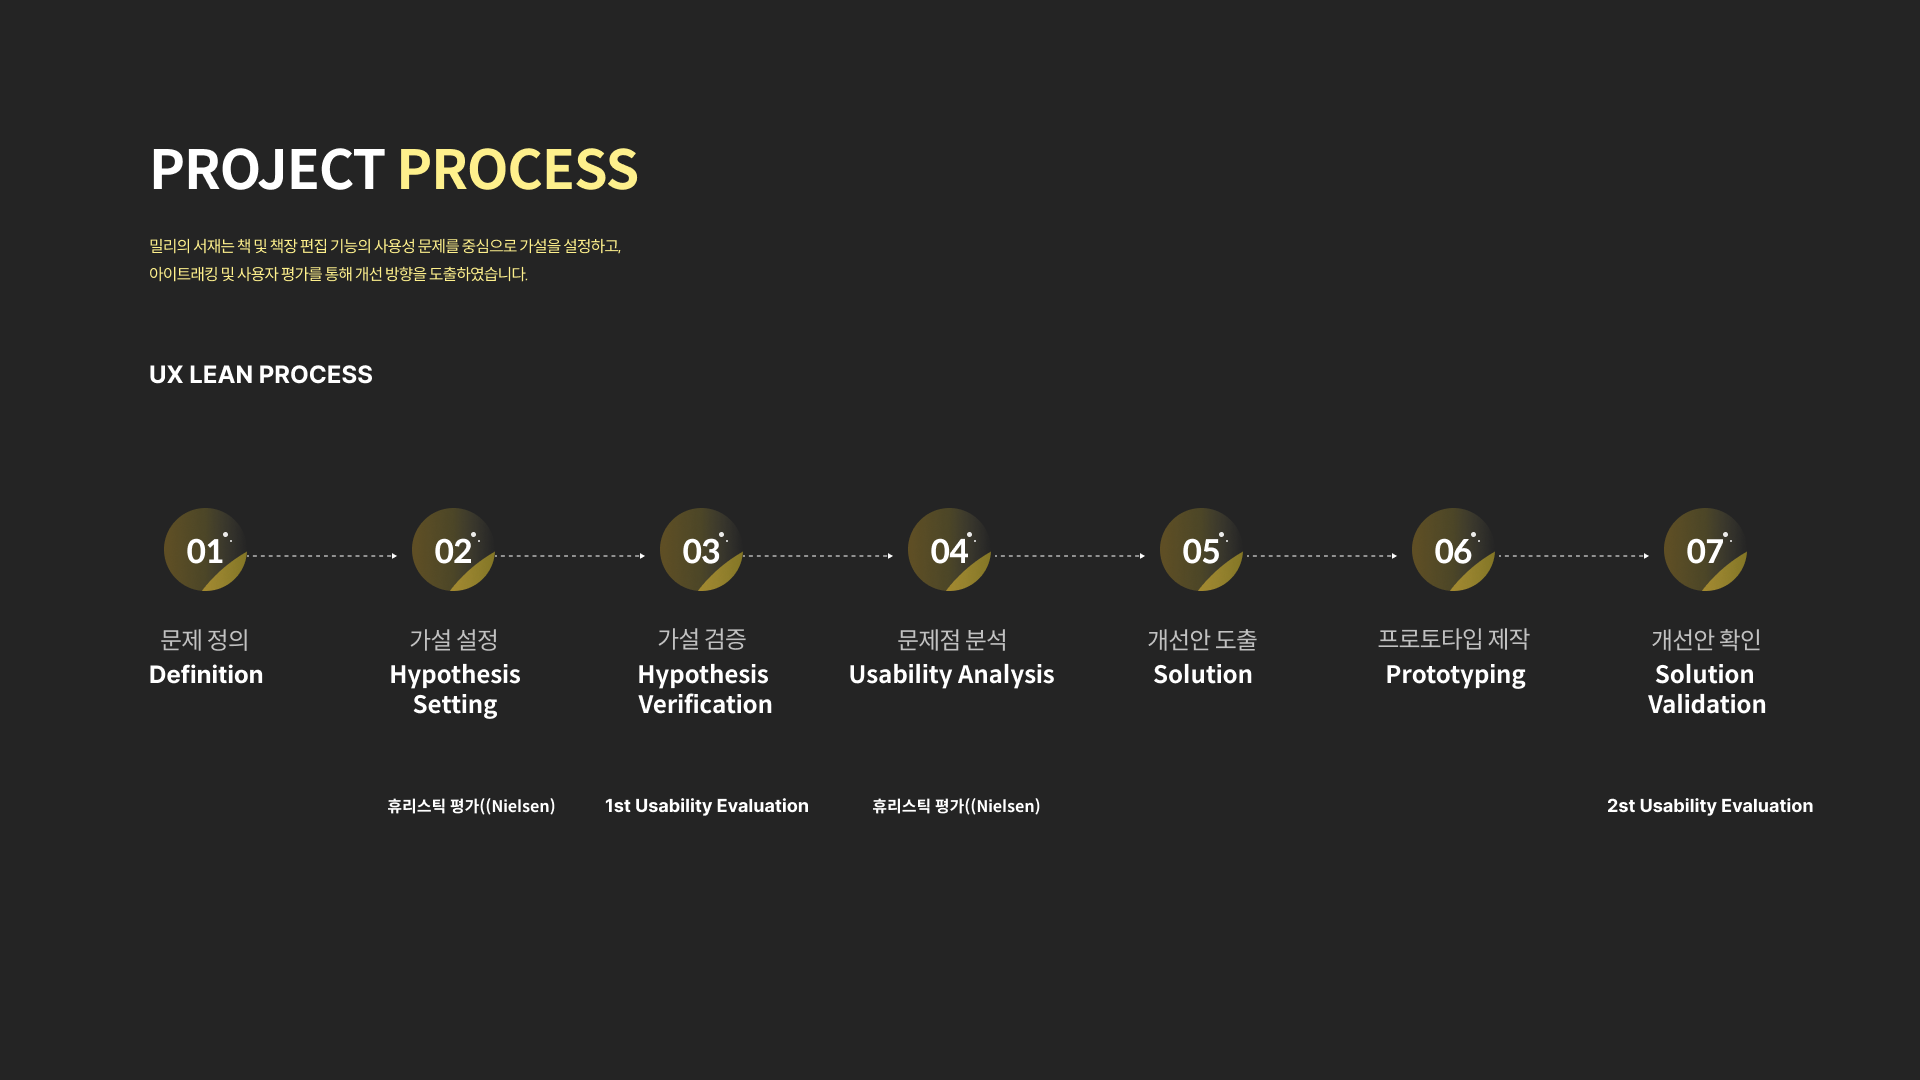 PROJECT PROCESS
밀리의 서재는 책 및 책장 편집 기능의 사용성 문제를 중심으로 가설을 설정하고,
아이트래킹 및 사용자 평가를 통해 개선 방향을 도출하였습니다.
UX LEAN PROCESS
01
02
03
04
05
06
07
문제 정의
Definition
가설 설정
Hypothesis
Setting
가설 검증
Hypothesis
Verification
문제점 분석
Usability Analysis
개선안 도출
Solution
프로토타입 제작
Prototyping
개선안 확인
Solution
Validation
휴리스틱 평가((Nielsen)
1st Usability Evaluation
휴리스틱 평가((Nielsen)
2st Usability Evaluation